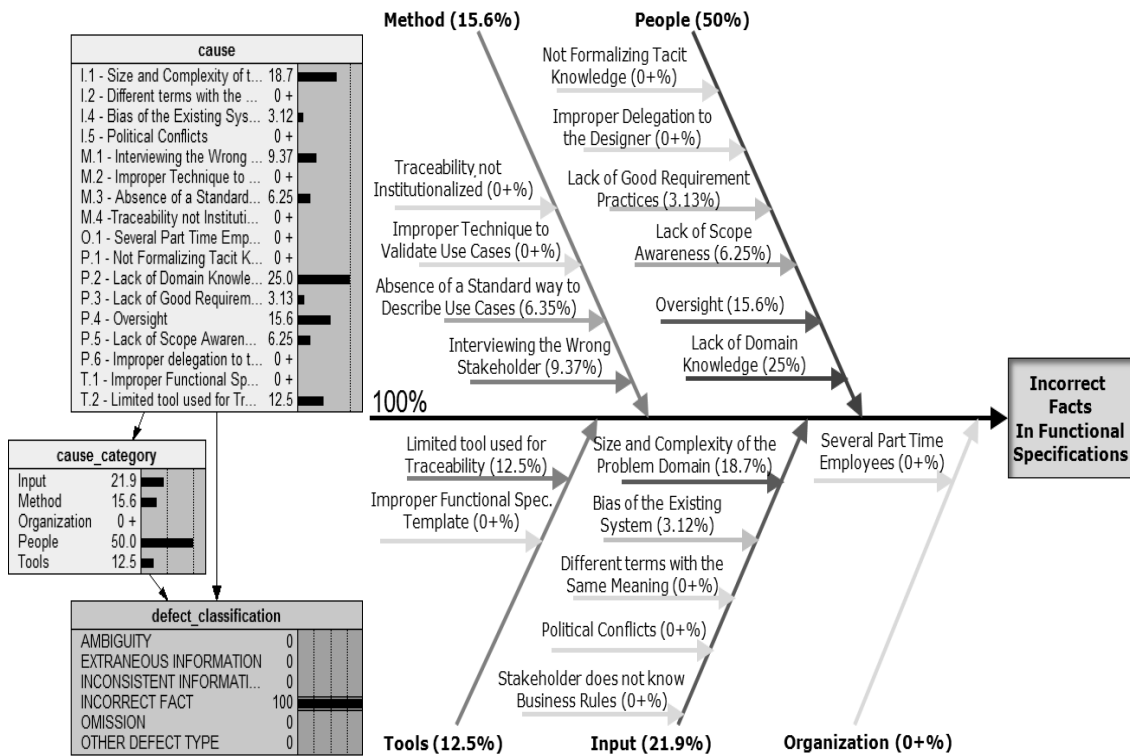 cause
I.1 - Size and Complexity of t... 18.7
I.2 - Different terms with the ... 0 +
I.4 - Bias of the Existing Sys... 3.12
I.5 - Political Conflicts 0 +
M.1 - Interviewing the Wrong ... 9.37
M.2 - Improper Technique to ... 0 +
M.3 - Absence of a Standard... 6.25
M.4 -Traceability not Instituti... 0 +
O.1 - Several Part Time Emp... 0 +
P.1 - Not Formalizing Tacit K... 0 +
P.2 - Lack of Domain Knowle... 25.0
P.3 - Lack of Good Requirem... 3.13
P.4 - Oversight 15.6
P.5 - Lack of Scope Awaren... 6.25
P.6 - Improper delegation to t... 0 +
T.1 - Improper Functional Sp... 0 +
T.2 - Limited tool used for Tr... 12.5
cause_category
Input 21.9
Method 15.6
Organization 0 +
People 50.0
Tools 12.5
defect_classification
AMBIGUITY 0
EXTRANEOUS INFORMATION 0
INCONSISTENT INFORMATI... 0
INCORRECT FACT 100
OMISSION 0
OTHER DEFECT TYPE 0
Method (15.6%)
Traceability not
Institutionalized (0+%)
Improper Technique to
Validate Use Cases (0+%)
Absence of a Standard way to
Describe Use Cases (6.35%)
Interviewing the Wrong
Stakeholder (9.37%)
People (50%)
Not Formalizing Tacit
Knowledge (0+%)
Improper Delegation to
the Designer (0+%)
Lack of Good Requirement
Practices (3.13%)
Lack of Scope
Awareness (6.25%)
Oversight (15.6%)
Lack of Domain
Knowledge (25%)
100%
Incorrect
Facts
In Functional
Specifications
Limited tool used for
Traceability (12.5%)
Improper Functional Spec.
Template (0+%)
Tools (12.5%)
Size and Complexity of the
Problem Domain (18.7%)
Bias of the Existing
System (3.12%)
Different terms with the
Same Meaning (0+%)
Political Conflicts (0+%)
Stakeholder does not know
Business Rules (0+%)
Input (21.9%)
Several Part Time
Employees (0+%)
Organization (0+%)